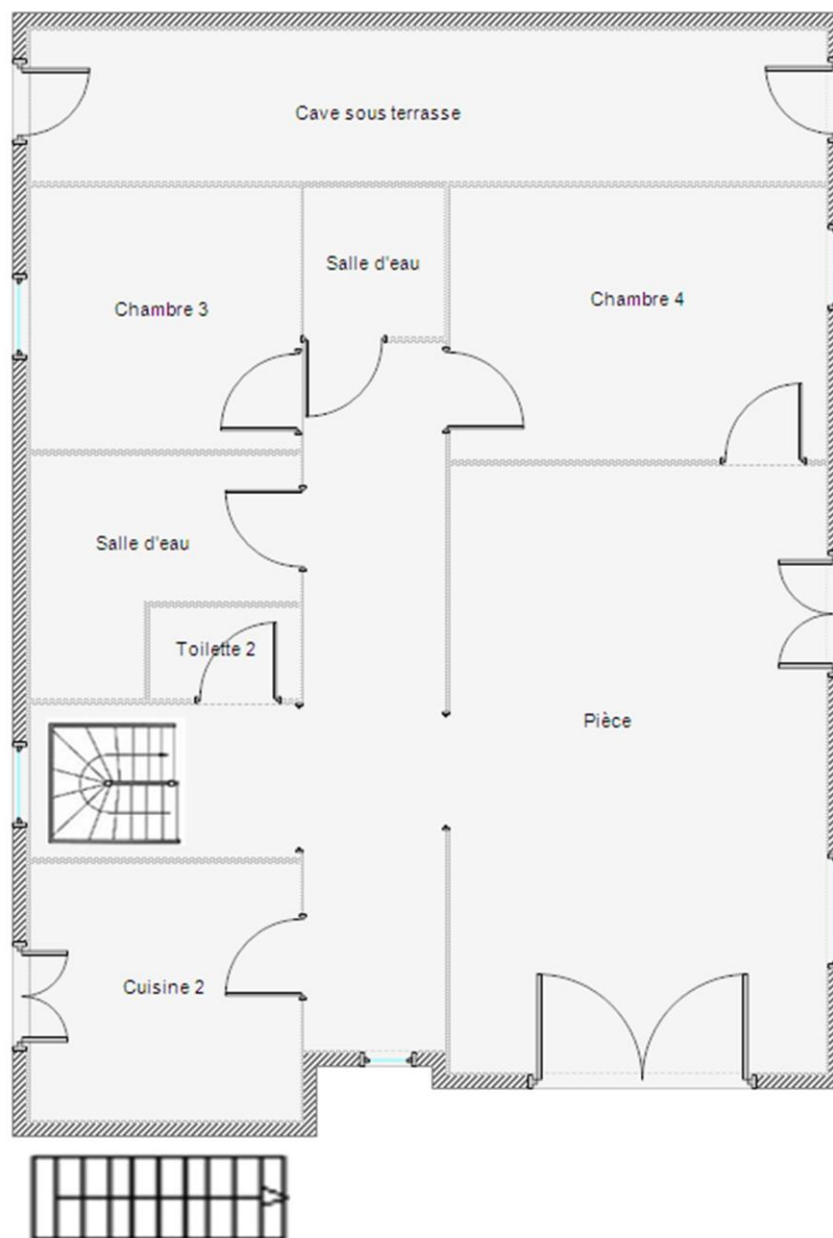 Cave sous terrasse
Salle d'eau
Chambre 3
Chambre 4
Salle d'eau
Toilette 2
Pièce
Cuisine 2